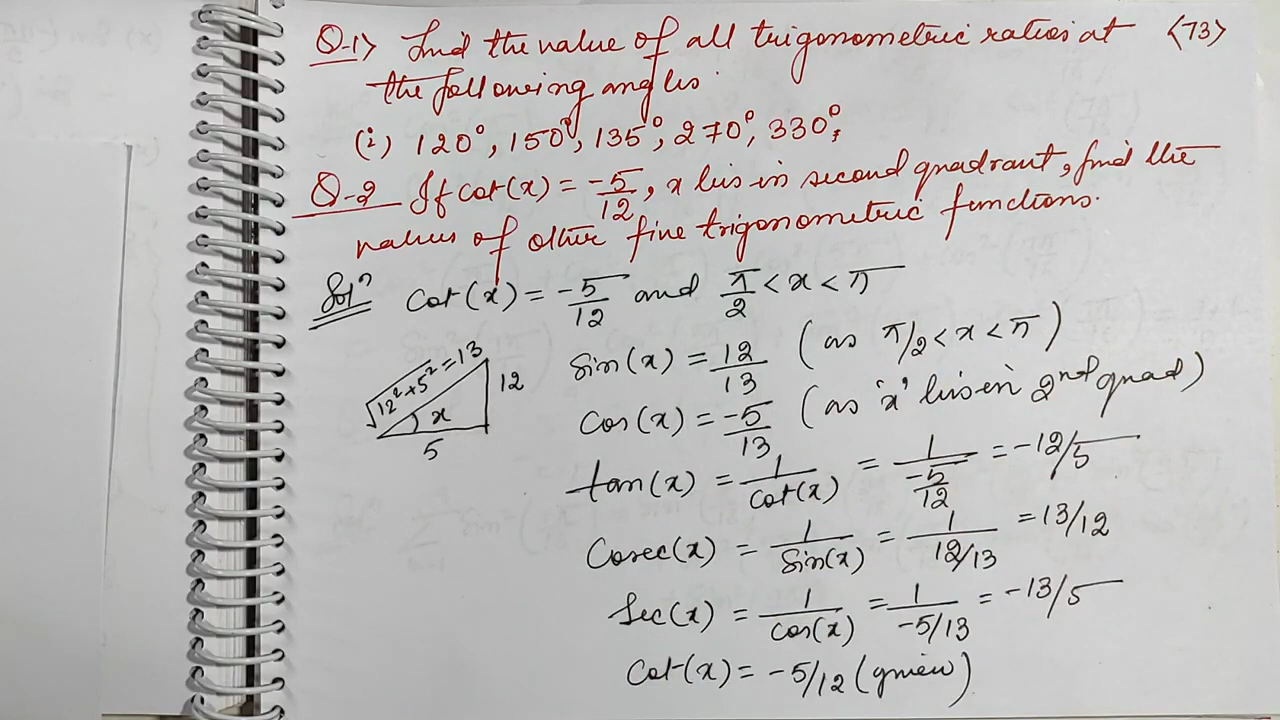 Q-1> Find the value of all trigonometric ratios at <73>
the following angles
(i) 120°, 150°, 135°, 270°, 330°,
Q-2 If cot(x) = -5/12, x lies in second quadrant, find the
values of other five trigonometric functions.
Solⁿ Cot(x) = -5/12 and π/2 < x < π
√12²+5² = 13
12
x
5
Sin(x) = 12/13 (as π/2 < x < π)
Cos(x) = -5/13 (as 'x' lies in 2nd quad)
tan(x) = 1/cot(x) = 1/(-5/12) = -12/5
Cosec(x) = 1/Sin(x) = 1/(12/13) = 13/12
Sec(x) = 1/cos(x) = 1/(-5/13) = -13/5
Cot(x) = -5/12 (given)